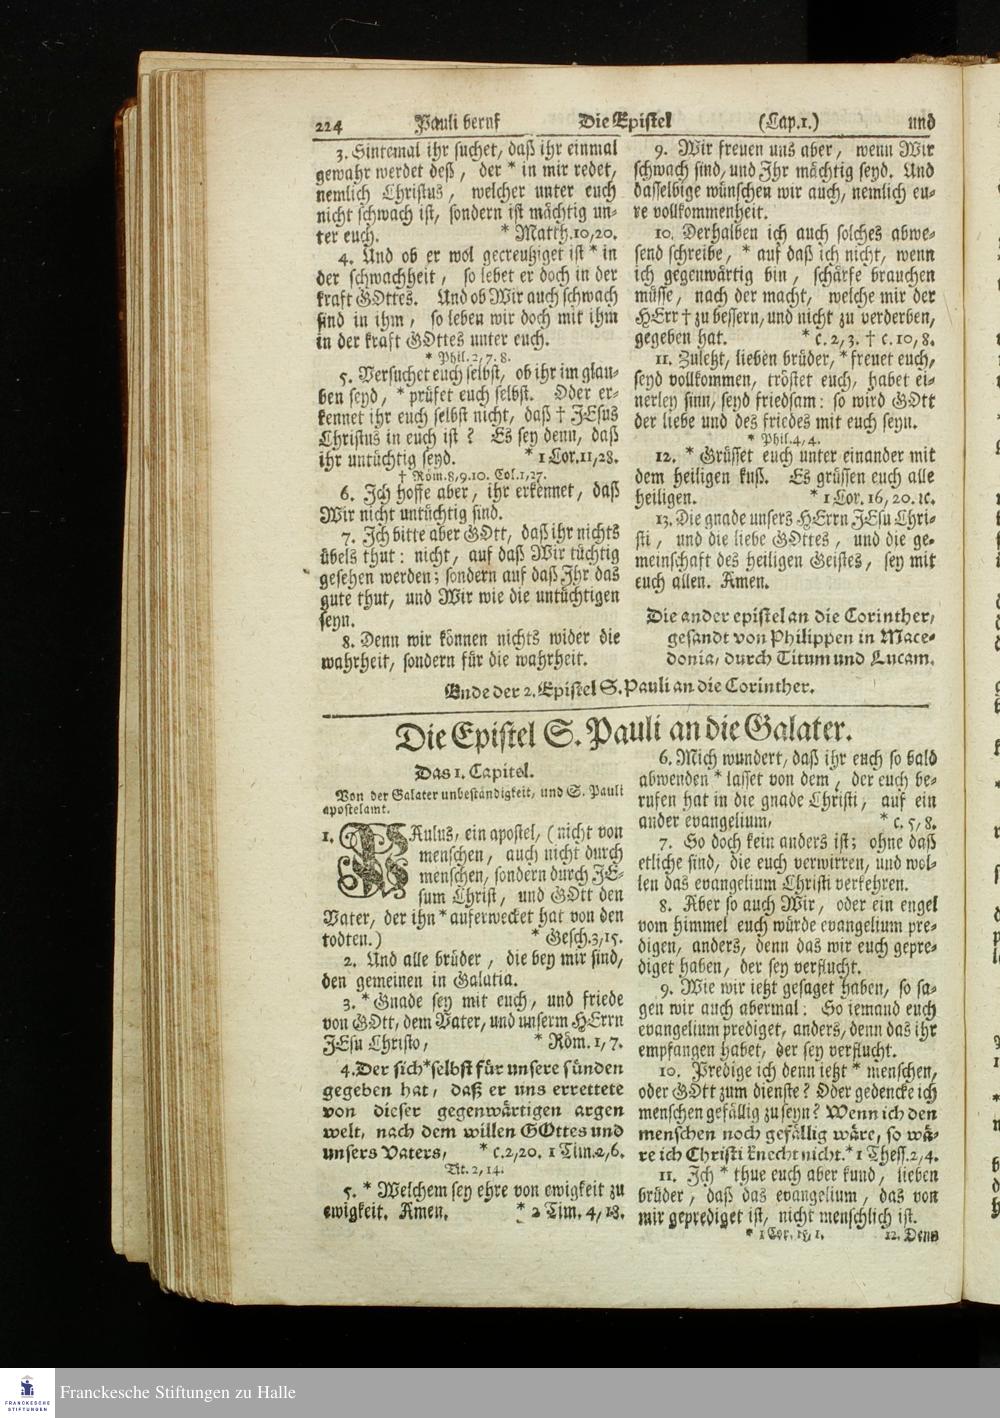 224 Pauli beruf Die Epistel (Cap.1.) und
3. Sintemal ihr suchet, daß ihr einmal
gewahr werdet deß, der * in mir redet,
nemlich Christus, welcher unter euch
nicht schwach ist, sondern ist mächtig un-
ter euch. * Matth.10,20.
4. Und ob er wol gecreutziget ist * in
der schwachheit, so lebet er doch in der
kraft GOttes. Und ob Wir auch schwach
sind in ihm, so leben wir doch mit ihm
in der kraft GOttes unter euch.
* Phil.2,7.8.
5. Versuchet euch selbst, ob ihr im glau-
ben seyd, * prüfet euch selbst. Oder er-
kennet ihr euch selbst nicht, daß † JEsus
Christus in euch ist? Es sey denn, daß
ihr untüchtig seyd. * 1 Cor.11,28.
† Röm.8,9.10. Col.1,27.
6. Ich hoffe aber, ihr erkennet, daß
Wir nicht untüchtig sind.
7. Ich bitte aber GOtt, daß ihr nichts
übels thut: nicht, auf daß Wir tüchtig
gesehen werden; sondern auf daß Ihr das
gute thut, und Wir wie die untüchtigen
seyn.
8. Denn wir können nichts wider die
wahrheit, sondern für die wahrheit.
9. Wir freuen uns aber, wenn Wir
schwach sind, und Ihr mächtig seyd. Und
dasselbige wünschen wir auch, nemlich eu-
re vollkommenheit.
10. Derhalben ich auch solches abwe-
send schreibe, * auf daß ich nicht, wenn
ich gegenwärtig bin, schärfe brauchen
müsse, nach der macht, welche mir der
HErr † zu bessern, und nicht zu verderben,
gegeben hat. * c.2,3. † c.10,8.
11. Zuletzt, lieben brüder, * freuet euch,
seyd vollkommen, tröstet euch, habet ei-
nerley sinn, seyd friedsam: so wird GOtt
der liebe und des friedes mit euch seyn.
* Phil.4,4.
12. * Grüsset euch unter einander mit
dem heiligen kuß. Es grüssen euch alle
heiligen. * 1 Cor. 16,20.ꝛc.
13. Die gnade unsers HErrn JEsu Chri-
sti, und die liebe GOttes, und die ge-
meinschaft des heiligen Geistes, sey mit
euch allen. Amen.
Die ander epistel an die Corinther,
gesandt von Philippen in Mace-
donia, durch Titum und Lucam.
Ende der 2. Epistel S. Pauli an die Corinther.
Die Epistel S. Pauli an die Galater.
Das 1. Capitel.
Von der Galater unbeständigkeit, und S. Pauli
apostelamt.
1. PAulus, ein apostel, (nicht von
menschen, auch nicht durch
menschen, sondern durch JE-
sum Christ, und GOtt den
Vater, der ihn * auferwecket hat von den
todten.) * Gesch.3,15.
2. Und alle brüder, die bey mir sind,
den gemeinen in Galatia.
3. * Gnade sey mit euch, und friede
von GOtt, dem Vater, und unserm HErrn
JEsu Christo, * Röm.1,7.
4. Der sich * selbst für unsere sünden
gegeben hat, daß er uns errettete
von dieser gegenwärtigen argen
welt, nach dem willen GOttes und
unsers Vaters, * c.2,20. 1 Tim.2,6.
Tit. 2,14.
5. * Welchem sey ehre von ewigkeit zu
ewigkeit. Amen. * 2 Tim. 4,18.
6. Mich wundert, daß ihr euch so bald
abwenden * lasset von dem, der euch be-
rufen hat in die gnade Christi, auf ein
ander evangelium, * c. 5,8.
7. So doch kein anders ist; ohne daß
etliche sind, die euch verwirren, und wol-
len das evangelium Christi verkehren.
8. Aber so auch Wir, oder ein engel
vom himmel euch würde evangelium pre-
digen, anders, denn das wir euch gepre-
diget haben, der sey verflucht.
9. Wie wir ietzt gesaget haben, so sa-
gen wir auch abermal: So iemand euch
evangelium prediget, anders, denn das ihr
empfangen habet, der sey verflucht.
10. Predige ich denn ietzt * menschen,
oder GOtt zum dienste? Oder gedencke ich
menschen gefällig zu seyn? Wenn ich den
menschen noch gefällig wäre, so wä-
re ich Christi knecht nicht. * 1 Thess.2,4.
11. Ich * thue euch aber kund, lieben
brüder, daß das evangelium, das von
mir geprediget ist, nicht menschlich ist.
* 1 Cor. 15,1. 12. Denn
FRANCKESCHE
STIFTUNGEN
Franckesche Stiftungen zu Halle